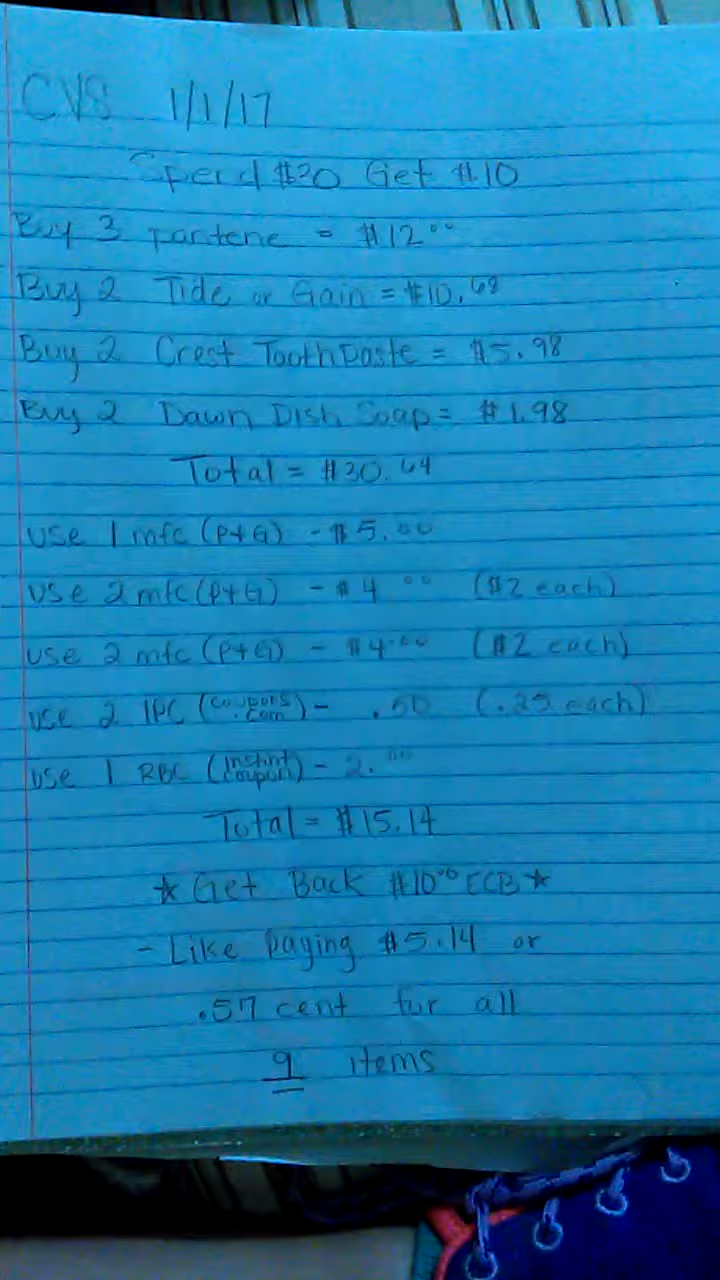 CVS 1/1/17
Spend $30 Get $10
Buy 3 pantene = $12.00
Buy 2 Tide or Gain = $10.68
Buy 2 Crest ToothPaste = $5.98
Buy 2 Dawn Dish Soap = $1.98
Total = $30.64
use 1 mfc (P+G) - $5.00
use 2 mfc (P+G) - $4.00 ($2 each)
use 2 mfc (P+G) - $4.00 ($2 each)
use 2 IPC (coupons.com) - .50 (.25 each)
use 1 RBC (instint coupon) - 2.00
Total = $15.14
★ Get Back $10.00 ECB ★
- Like paying $5.14 or
.57 cent for all
9 items